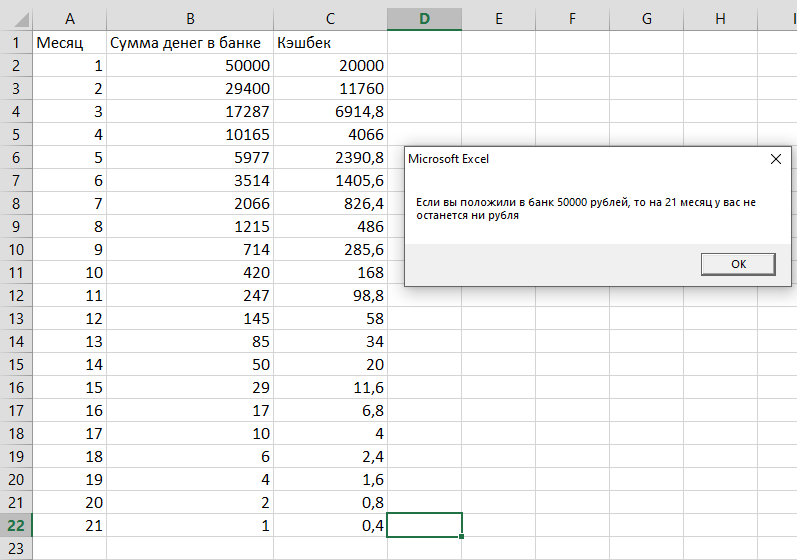 A B C D E F G H I
1 Месяц Сумма денег в банке Кэшбек
2 1 50000 20000
3 2 29400 11760
4 3 17287 6914,8
5 4 10165 4066
6 5 5977 2390,8
7 6 3514 1405,6
8 7 2066 826,4
9 8 1215 486
10 9 714 285,6
11 10 420 168
12 11 247 98,8
13 12 145 58
14 13 85 34
15 14 50 20
16 15 29 11,6
17 16 17 6,8
18 17 10 4
19 18 6 2,4
20 19 4 1,6
21 20 2 0,8
22 21 1 0,4
23
Microsoft Excel
Если вы положили в банк 50000 рублей, то на 21 месяц у вас не
останется ни рубля
OK